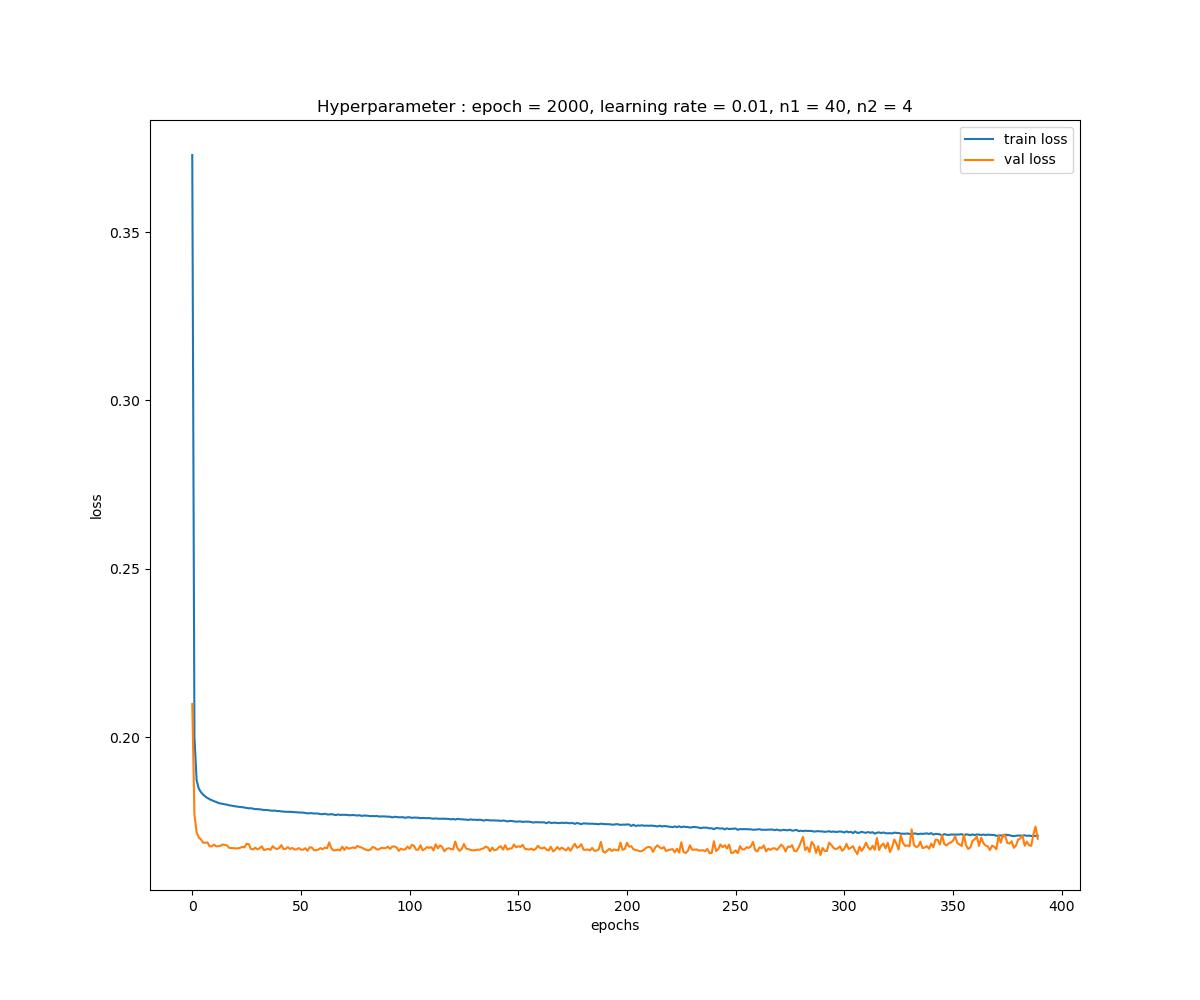 Hyperparameter : epoch = 2000, learning rate = 0.01, n1 = 40, n2 = 4
train loss
val loss
0.35
0.30
0.25
0.20
loss
0 50 100 150 200 250 300 350 400
epochs